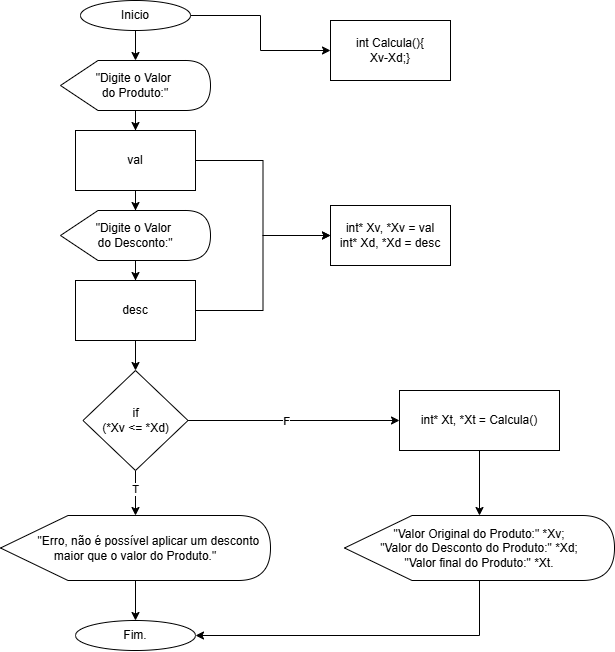 Inicio
int Calcula(){
Xv-Xd;}
"Digite o Valor
do Produto:"
val
"Digite o Valor
do Desconto:"
int* Xv, *Xv = val
int* Xd, *Xd = desc
desc
if
(*Xv <= *Xd)
F
int* Xt, *Xt = Calcula()
T
"Erro, não é possível aplicar um desconto
maior que o valor do Produto."
"Valor Original do Produto:" *Xv;
"Valor do Desconto do Produto:" *Xd;
"Valor final do Produto:" *Xt.
Fim.